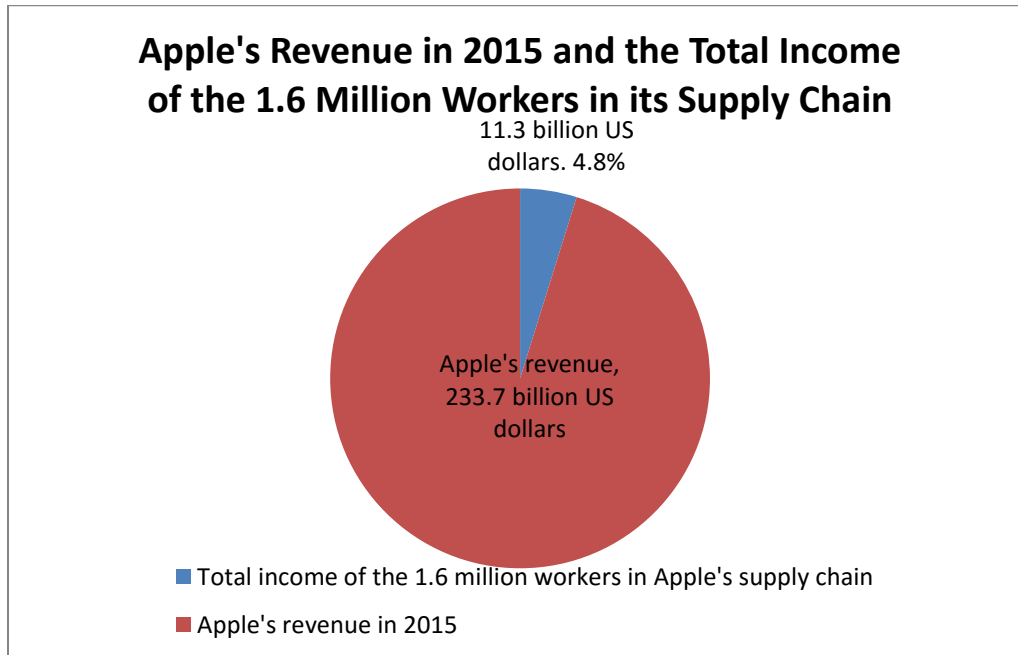 Apple's Revenue in 2015 and the Total Income
of the 1.6 Million Workers in its Supply Chain
11.3 billion US
dollars. 4.8%
Apple's revenue,
233.7 billion US
dollars
Total income of the 1.6 million workers in Apple's supply chain
Apple's revenue in 2015